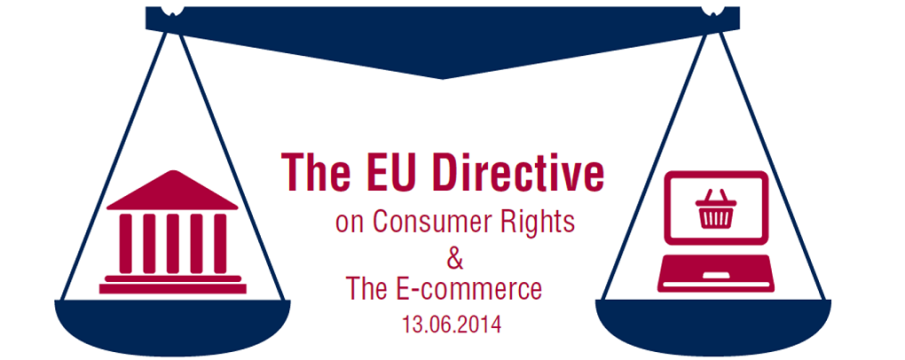 The EU Directive
on Consumer Rights
&
The E-commerce
13.06.2014